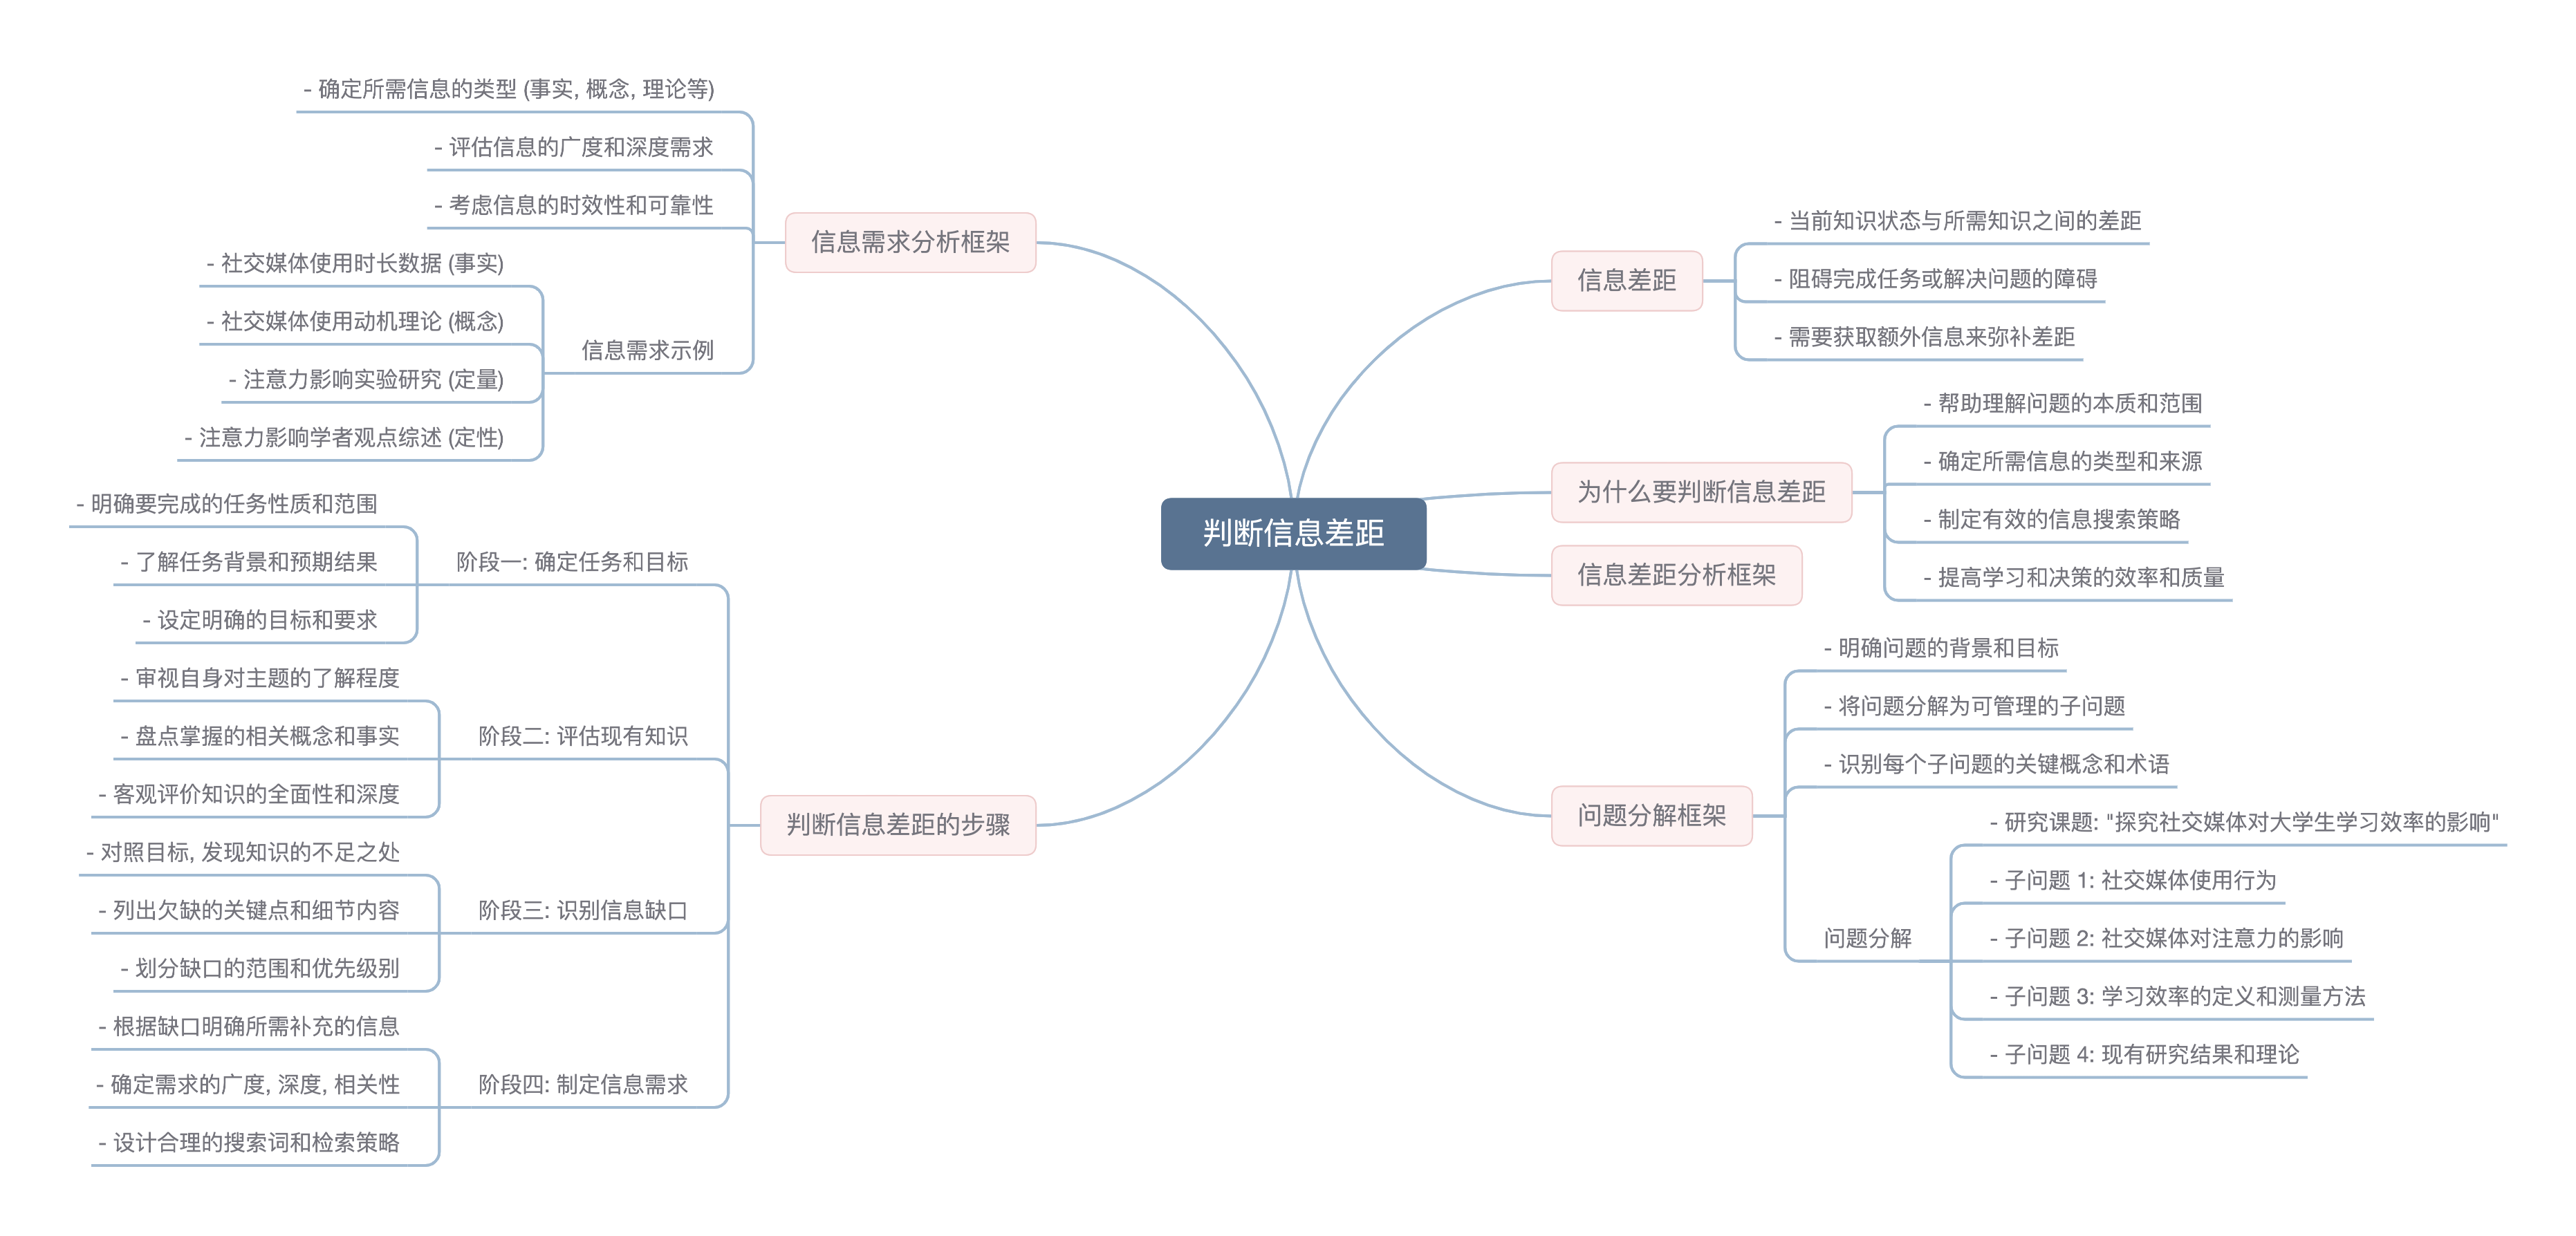 判断信息差距
信息差距
- 当前知识状态与所需知识之间的差距
- 阻碍完成任务或解决问题的障碍
- 需要获取额外信息来弥补差距
为什么要判断信息差距
- 帮助理解问题的本质和范围
- 确定所需信息的类型和来源
- 制定有效的信息搜索策略
- 提高学习和决策的效率和质量
信息差距分析框架
问题分解框架
- 明确问题的背景和目标
- 将问题分解为可管理的子问题
- 识别每个子问题的关键概念和术语
问题分解
- 研究课题: "探究社交媒体对大学生学习效率的影响"
- 子问题 1: 社交媒体使用行为
- 子问题 2: 社交媒体对注意力的影响
- 子问题 3: 学习效率的定义和测量方法
- 子问题 4: 现有研究结果和理论
信息需求分析框架
- 确定所需信息的类型 (事实, 概念, 理论等)
- 评估信息的广度和深度需求
- 考虑信息的时效性和可靠性
信息需求示例
- 社交媒体使用时长数据 (事实)
- 社交媒体使用动机理论 (概念)
- 注意力影响实验研究 (定量)
- 注意力影响学者观点综述 (定性)
判断信息差距的步骤
阶段一: 确定任务和目标
- 明确要完成的任务性质和范围
- 了解任务背景和预期结果
- 设定明确的目标和要求
阶段二: 评估现有知识
- 审视自身对主题的了解程度
- 盘点掌握的相关概念和事实
- 客观评价知识的全面性和深度
阶段三: 识别信息缺口
- 对照目标, 发现知识的不足之处
- 列出欠缺的关键点和细节内容
- 划分缺口的范围和优先级别
阶段四: 制定信息需求
- 根据缺口明确所需补充的信息
- 确定需求的广度, 深度, 相关性
- 设计合理的搜索词和检索策略